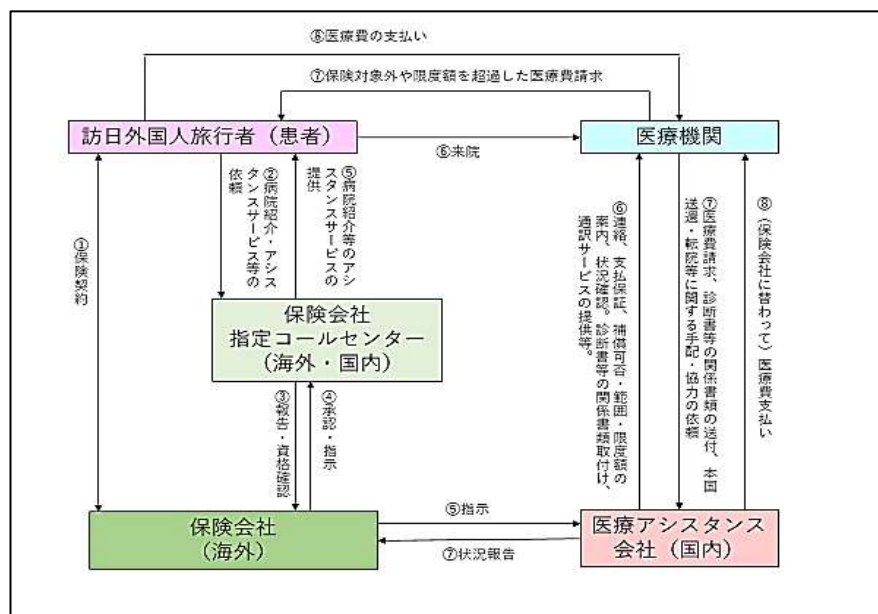 ⑧医療費の支払い
⑦保険対象外や限度額を超過した医療費請求
訪日外国人旅行者（患者）
医療機関
⑥来院
①保険契約
②病院紹介・アシス
タンスサービス等の
依頼
⑤病院紹介等のアシ
スタンスサービスの
提供
⑥連絡、支払保証、補償可否・範囲・限度額の
案内、状況確認。診断書等の関係書類取付け、
通訳サービスの提供等。
⑦医療費請求、診断書等の関係書類の送付、本国
送還・転院等に関する手配・協力の依頼
⑧（保険会社に替わって）医療費支払い
保険会社
指定コールセンター
（海外・国内）
③報告・資格確認
④承認・指示
保険会社
（海外）
⑤指示
⑦状況報告
医療アシスタンス
会社（国内）